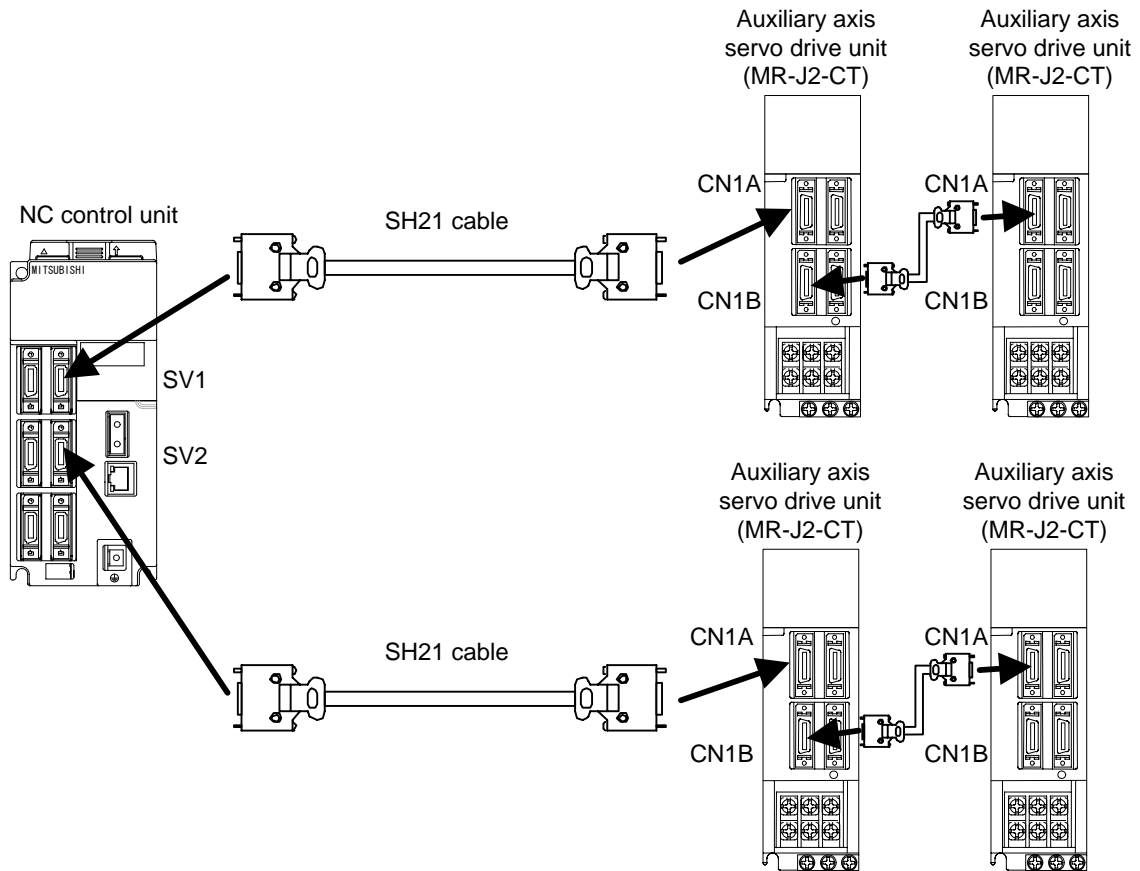 Auxiliary axis
servo drive unit
(MR-J2-CT)
Auxiliary axis
servo drive unit
(MR-J2-CT)
NC control unit
MITSUBISHI
SH21 cable
CN1A
CN1A
SV1
CN1B
CN1B
SV2
Auxiliary axis
servo drive unit
(MR-J2-CT)
Auxiliary axis
servo drive unit
(MR-J2-CT)
SH21 cable
CN1A
CN1A
CN1B
CN1B